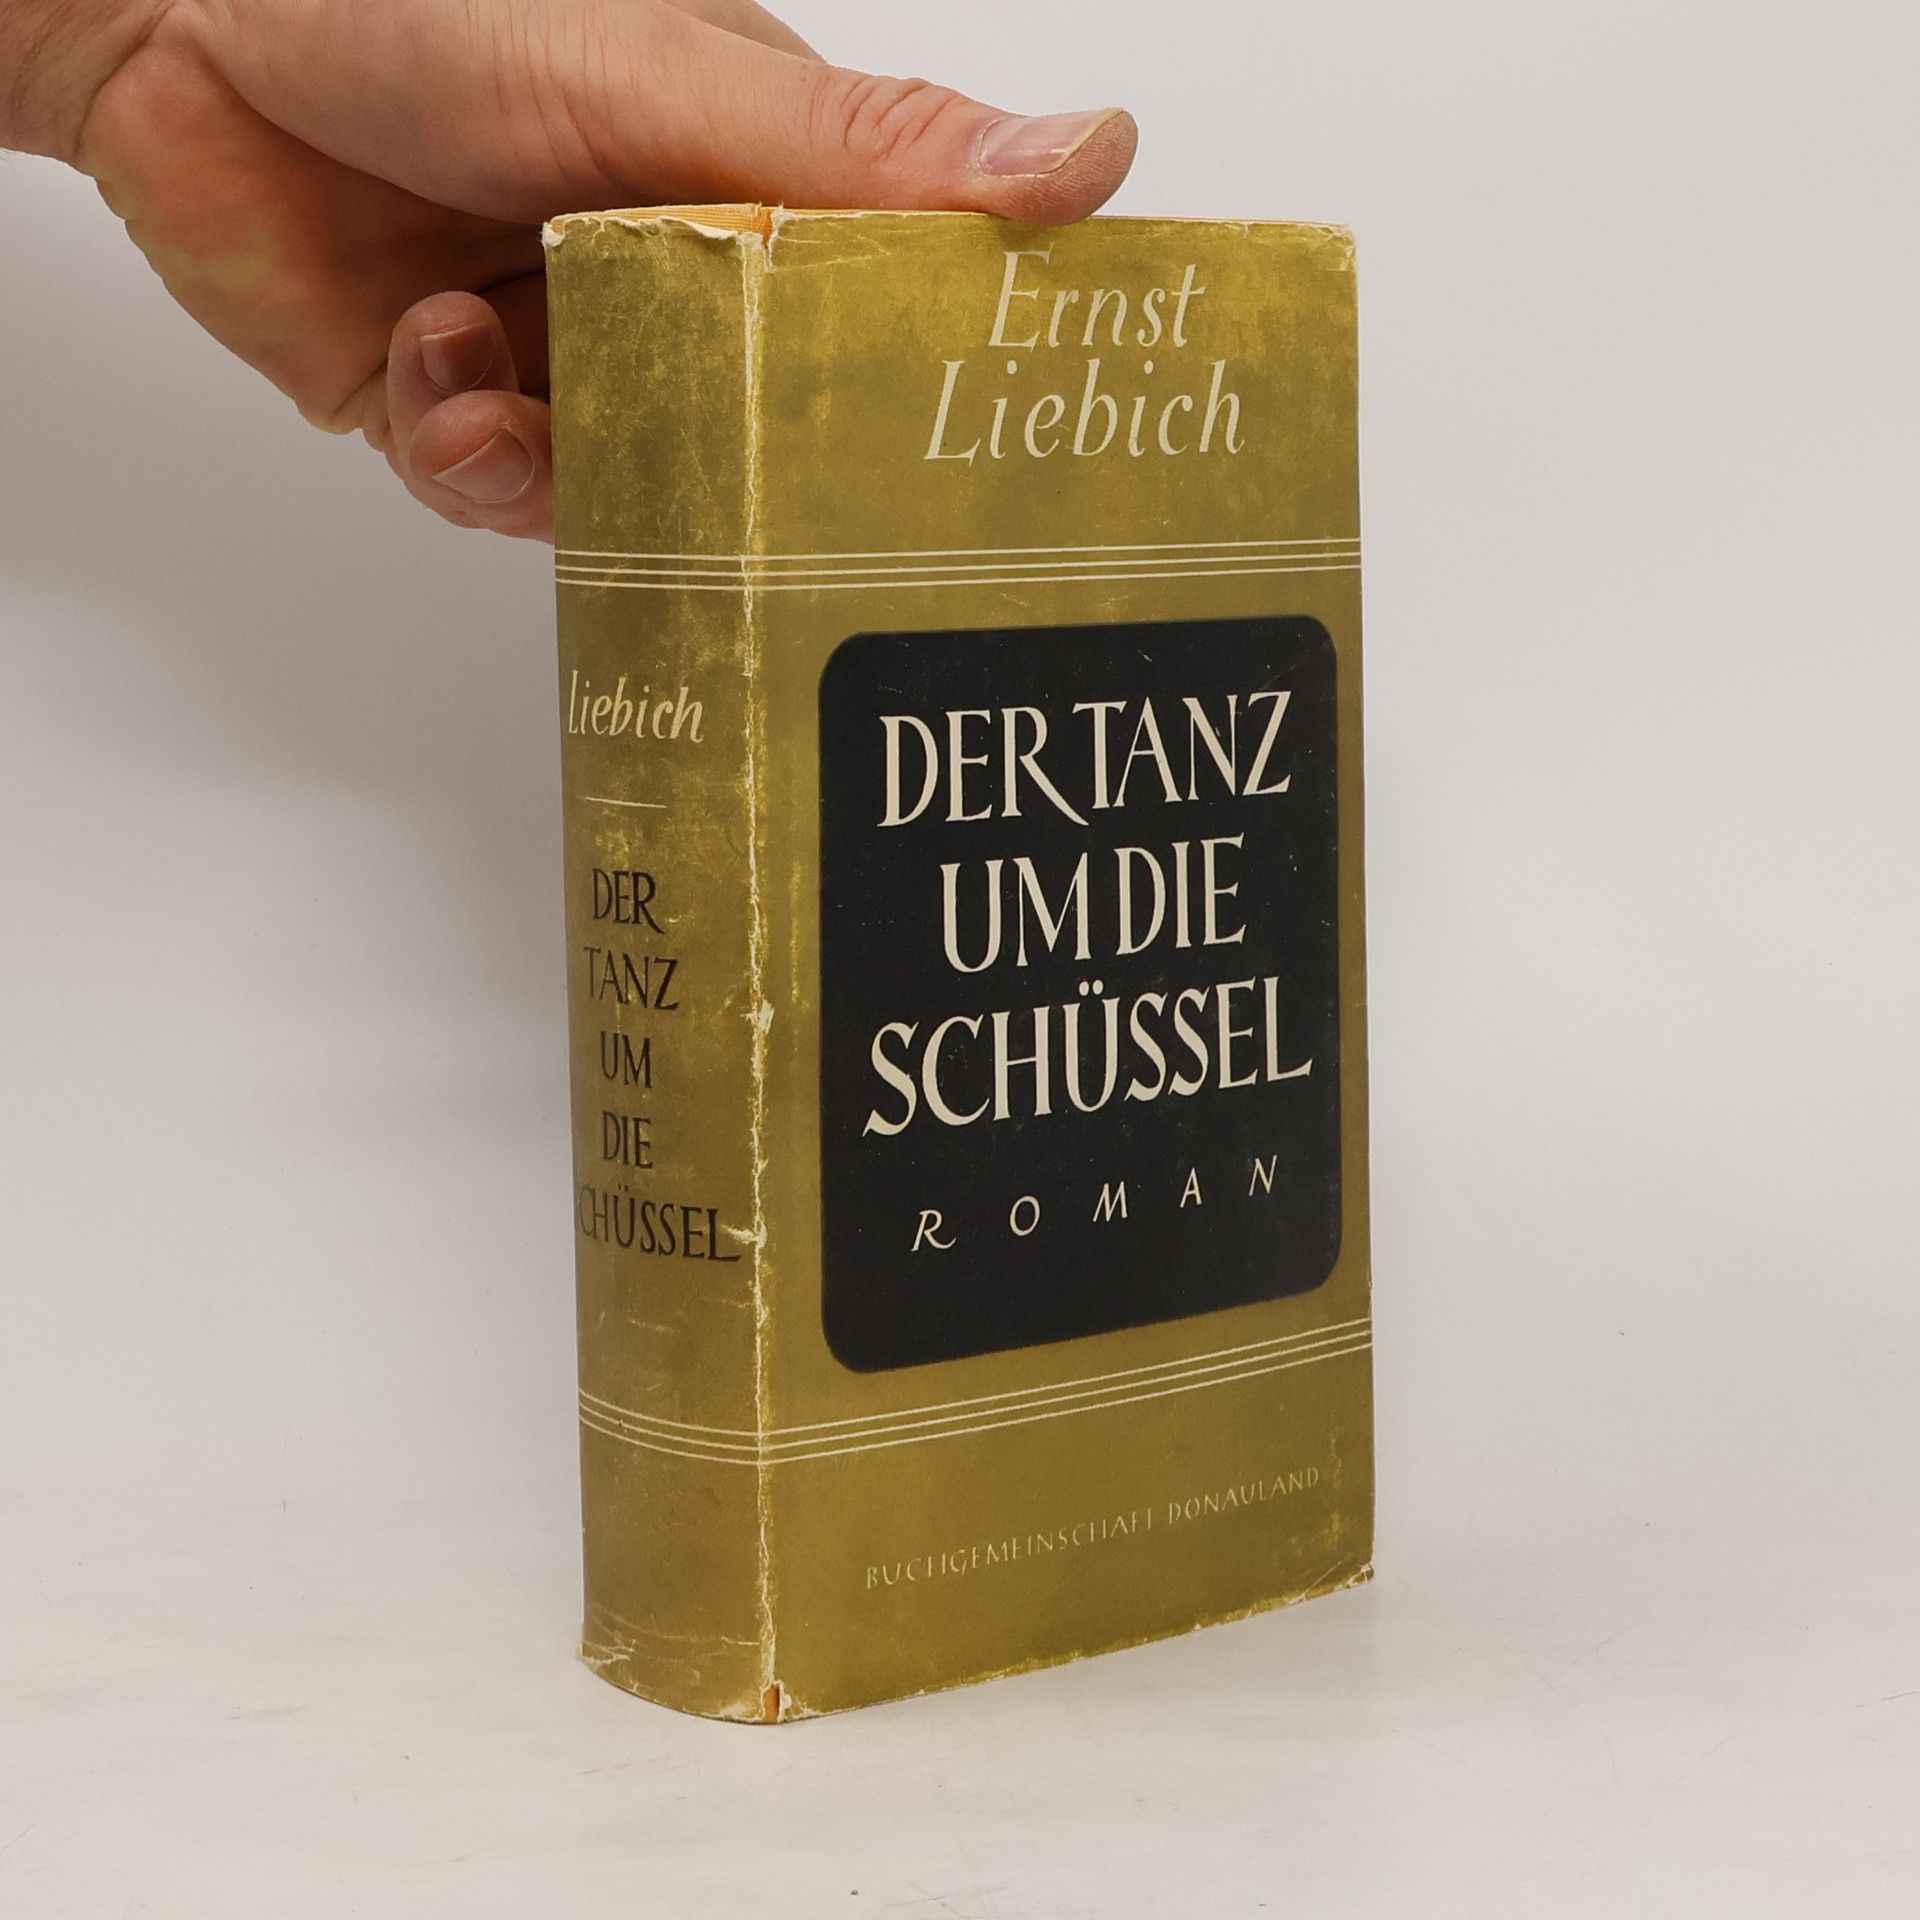 Ernst
Liebich
DER TANZ
UM DIE
SCHÜSSEL
ROMAN
BUCHGEMEINSCHAFT DONAULAND
Liebich
DER
TANZ
UM
DIE
SCHÜSSEL